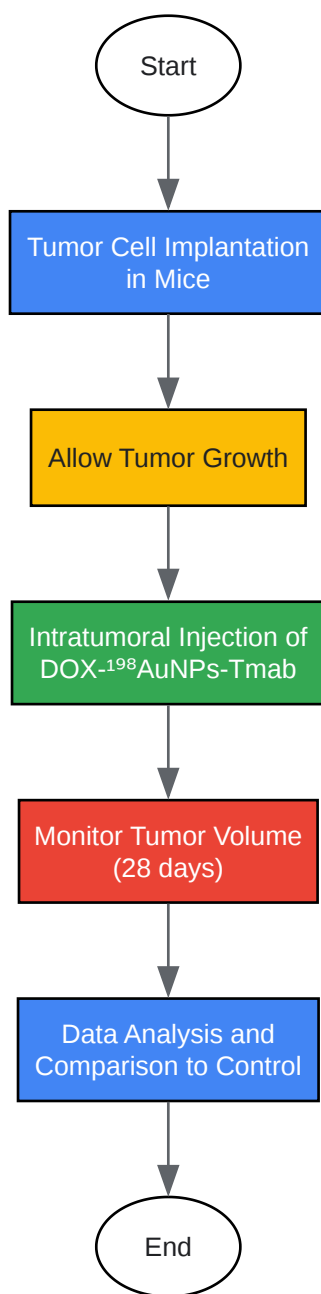 Start
Tumor Cell Implantation
in Mice
Allow Tumor Growth
Intratumoral Injection of
DOX-¹⁹⁸AuNPs-Tmab
Monitor Tumor Volume
(28 days)
Data Analysis and
Comparison to Control
End